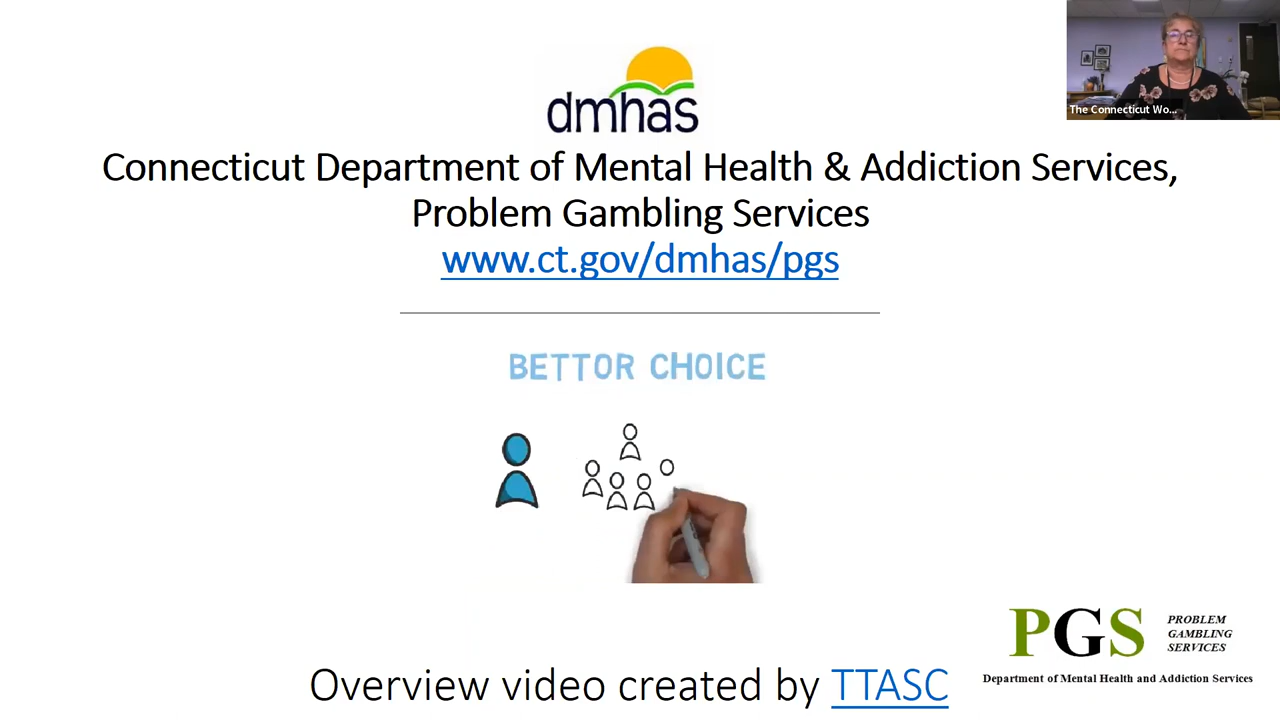 dmhas
The Connecticut Wo...
Connecticut Department of Mental Health & Addiction Services,
Problem Gambling Services
www.ct.gov/dmhas/pgs
BETTOR CHOICE
PGS
PROBLEM
GAMBLING
SERVICES
Department of Mental Health and Addiction Services
Overview video created by TTASC